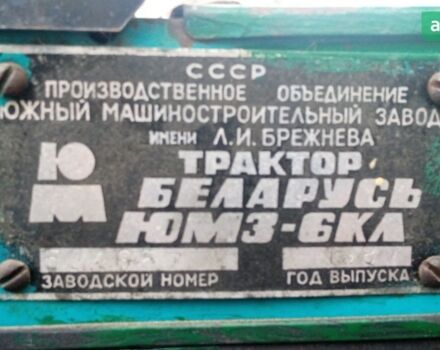 СССР
ПРОИЗВОДСТВЕННОЕ ОБЪЕДИНЕНИЕ
ЮЖНЫЙ МАШИНОСТРОИТЕЛЬНЫЙ ЗАВОД
ИМЕНИ Л.И.БРЕЖНЕВА
Ю
М
ТРАКТОР
БЕЛАРУСЬ
ЮМЗ-6КЛ
ЗАВОДСКОЙ НОМЕР
ГОД ВЫПУСКА